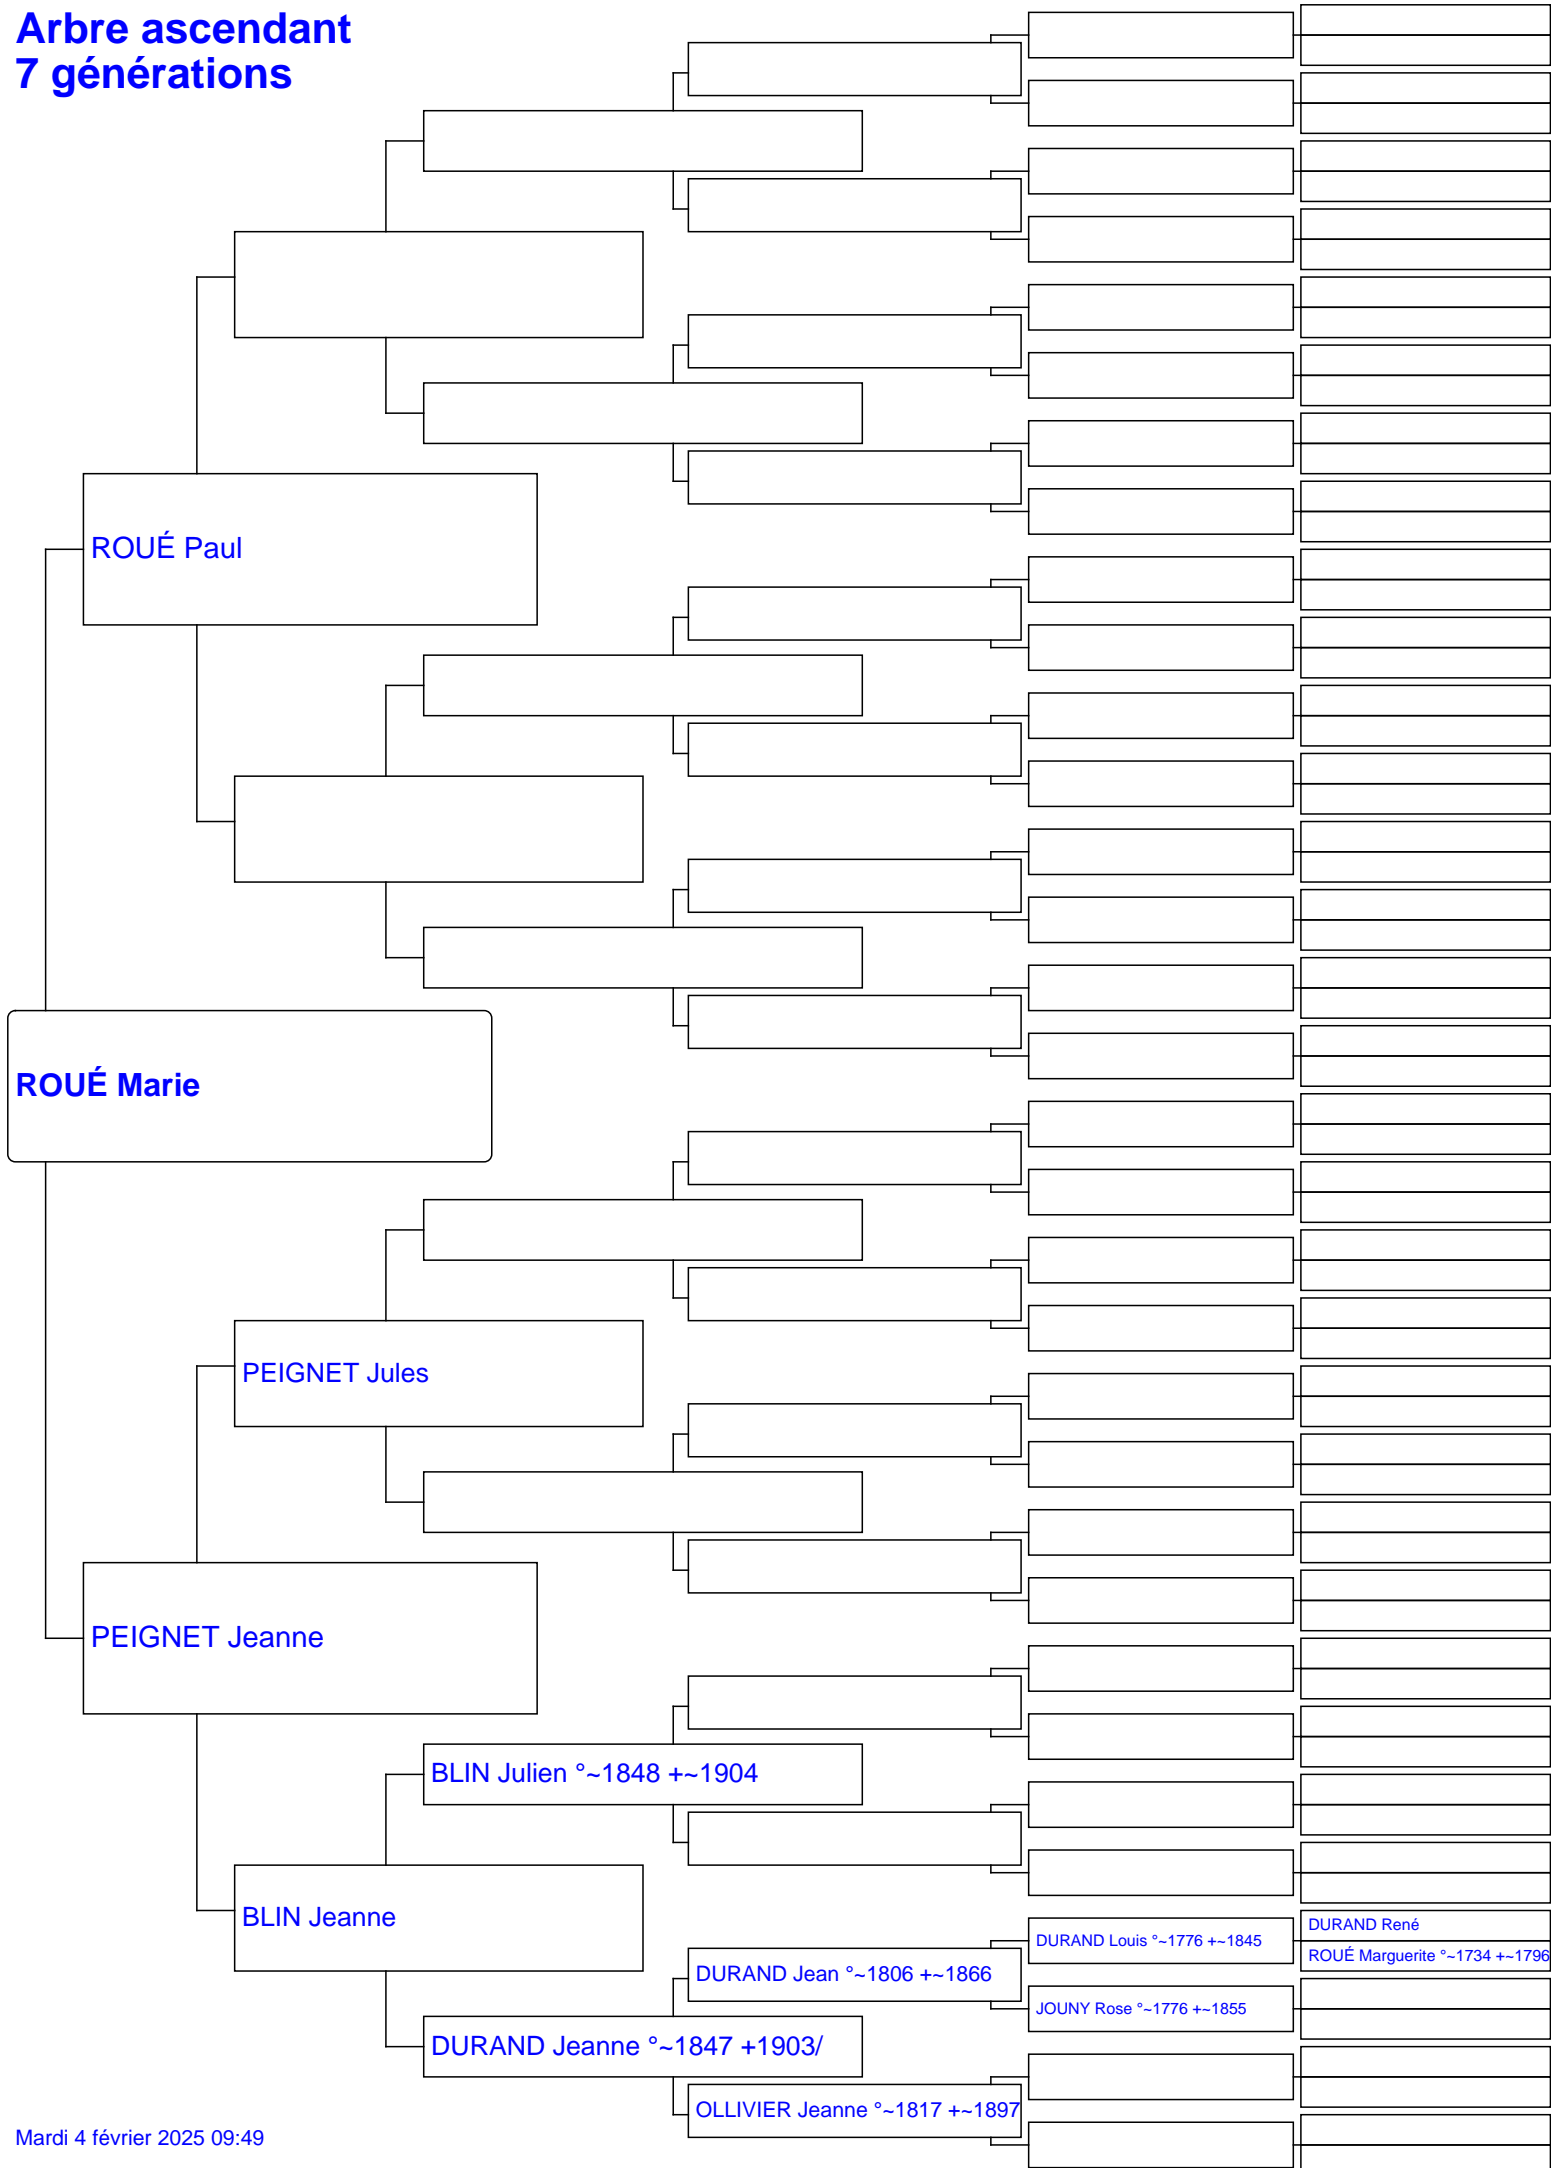 Arbre ascendant
7 générations
ROUÉ Paul
ROUÉ Marie
PEIGNET Jules
PEIGNET Jeanne
BLIN Julien °~1848 +~1904
BLIN Jeanne
DURAND René
DURAND Louis °~1776 +~1845
ROUÉ Marguerite °~1734 +~1796
DURAND Jean °~1806 +~1866
JOUNY Rose °~1776 +~1855
DURAND Jeanne °~1847 +1903/
OLLIVIER Jeanne °~1817 +~1897
Mardi 4 février 2025 09:49